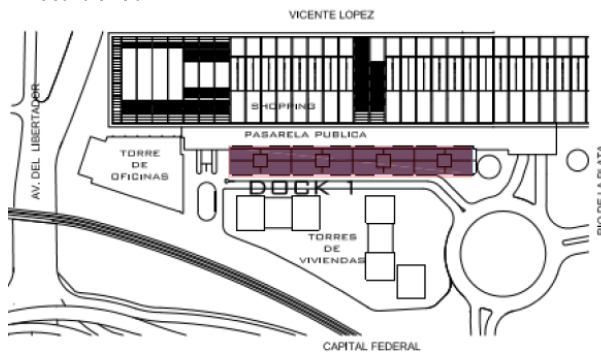 VICENTE LOPEZ
AV. DEL LIBERTADOR
SHOPPING
PASARELA PUBLICA
TORRE
DE
OFICINAS
DOCK 1
TORRES
DE
VIVIENDAS
RIO DE LA PLATA
CAPITAL FEDERAL